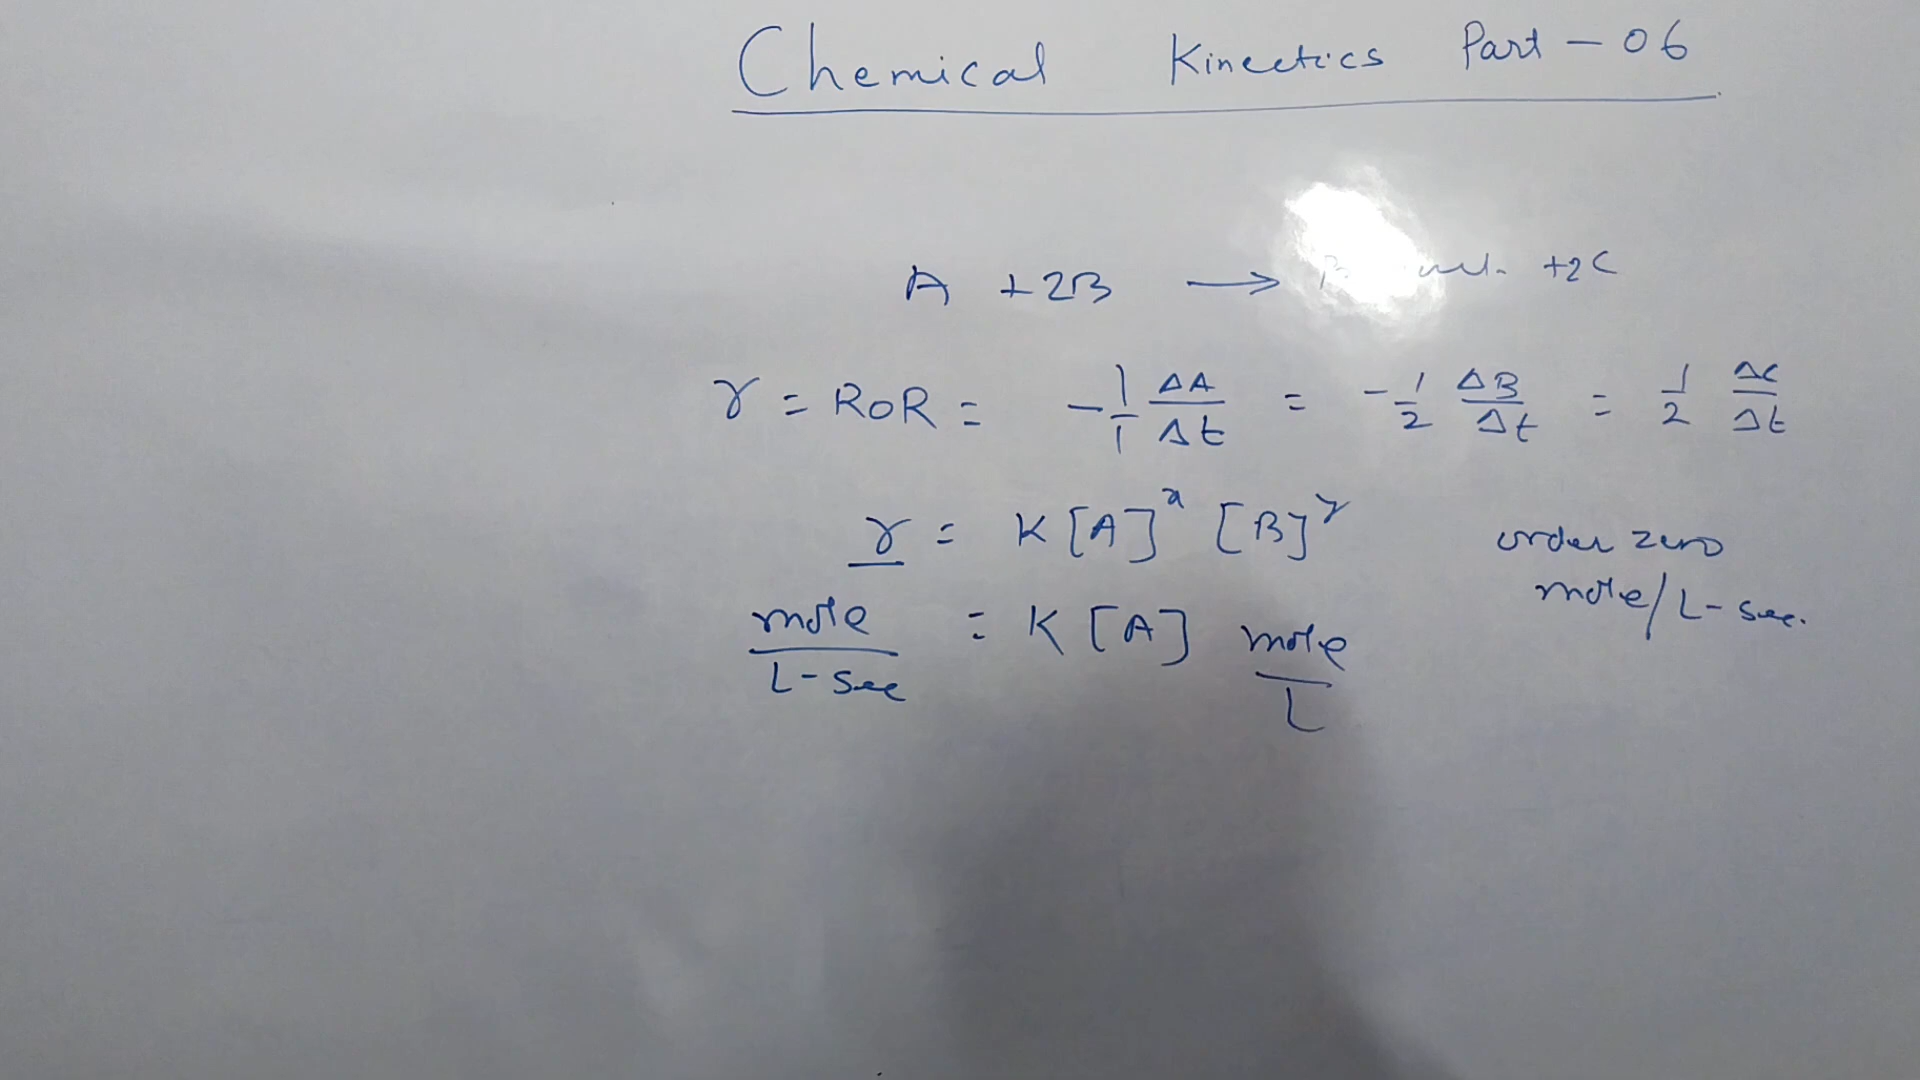 Chemical Kineetics Part - 06
A + 2B → +2C
r = ROR = - 1/1 ΔA/Δt = - 1/2 ΔB/Δt = 1/2 ΔC/Δt
r = K [A]^x [B]^y
order zero
mole/L-sec.
mole/L-sec = K [A] mole/L